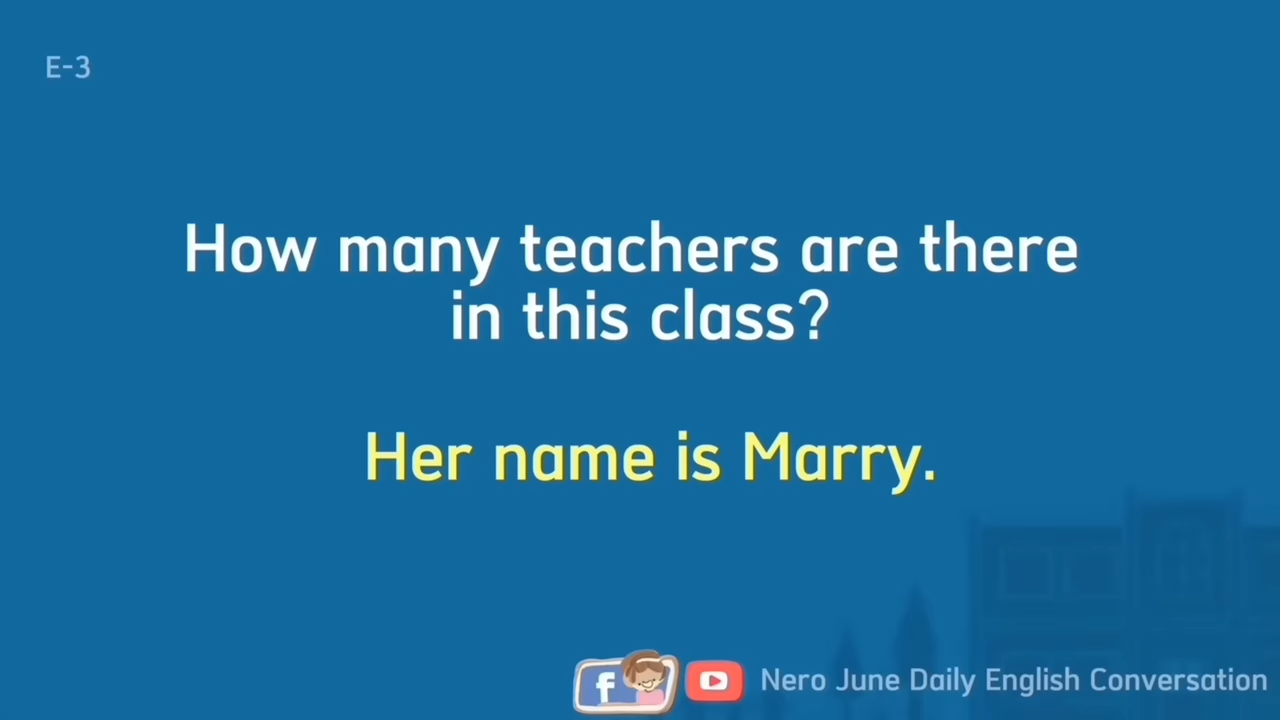 E-3
How many teachers are there
in this class?
Her name is Marry.
f
Nero June Daily English Conversation